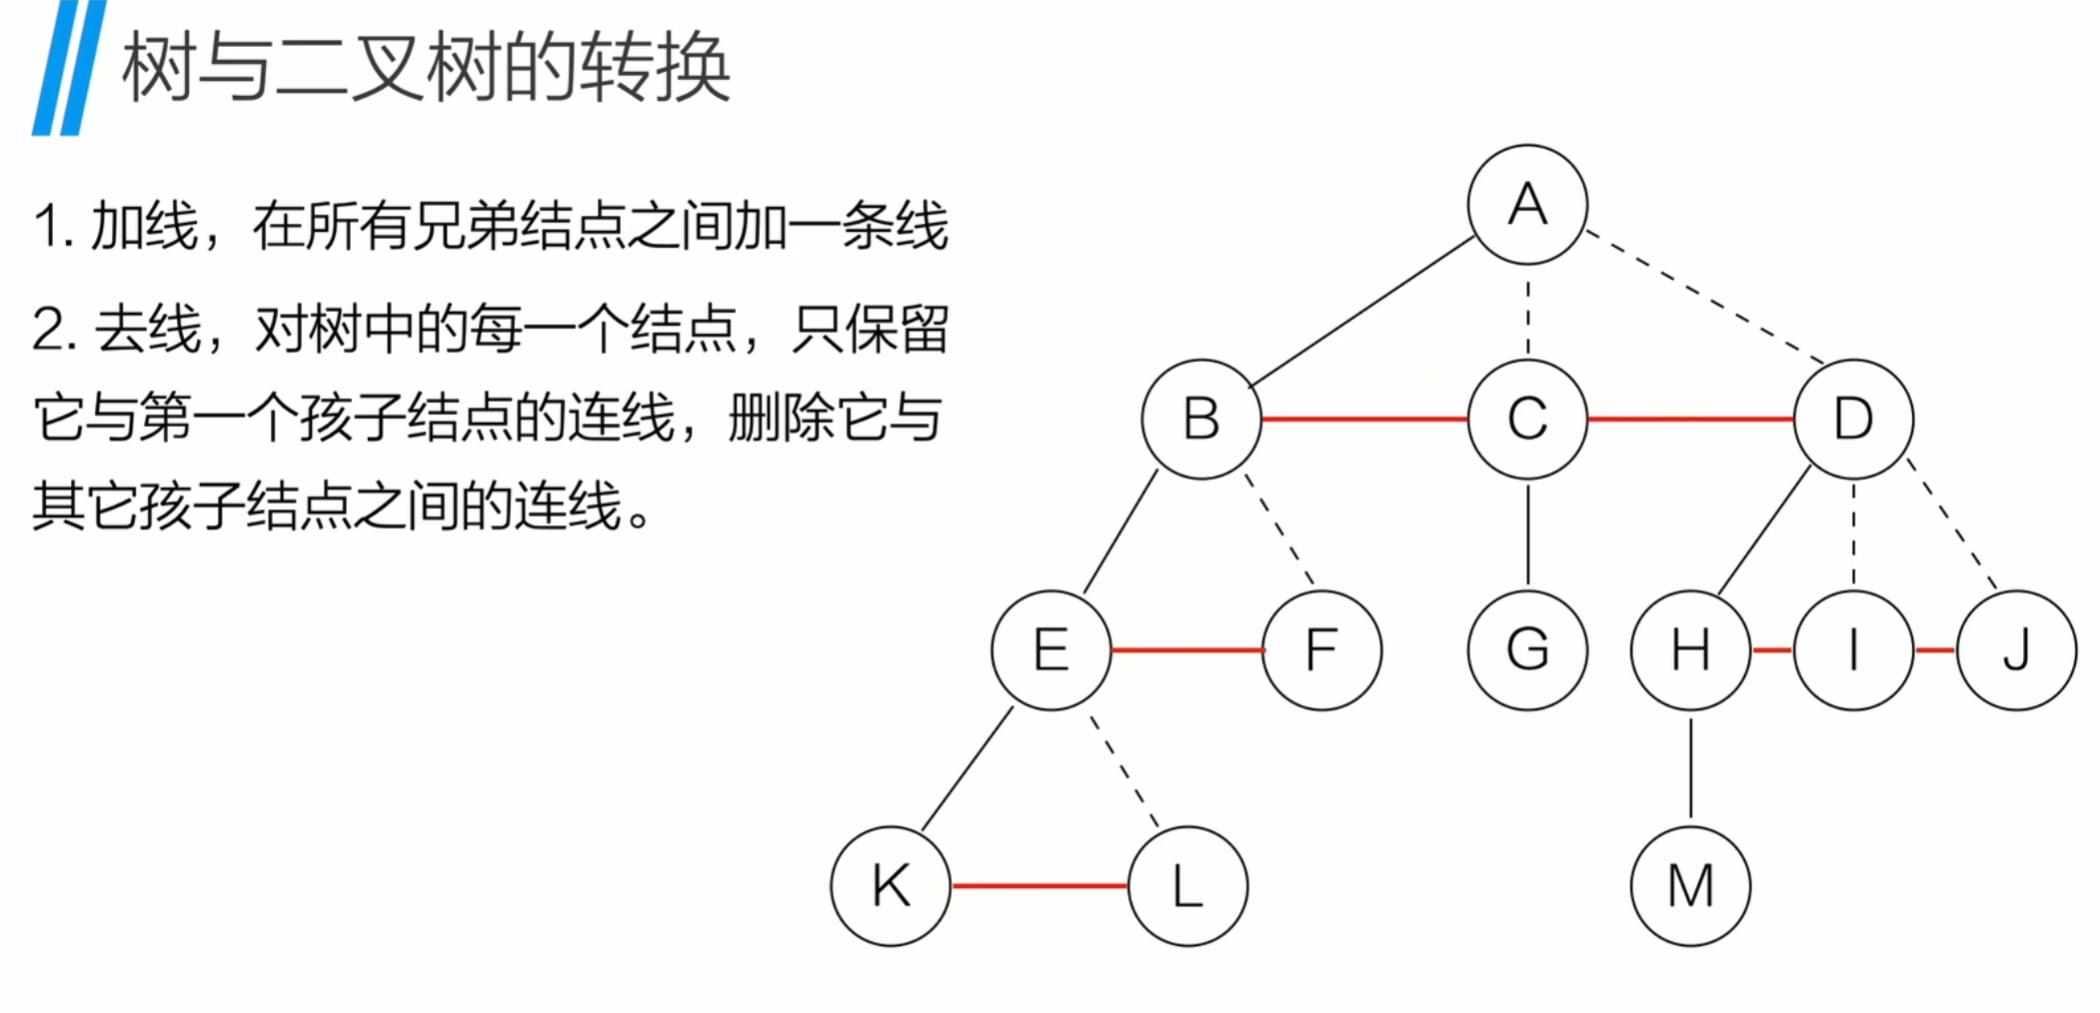 树与二叉树的转换
1. 加线，在所有兄弟结点之间加一条线
2. 去线，对树中的每一个结点，只保留
它与第一个孩子结点的连线，删除它与
其它孩子结点之间的连线。
A
B C D
E F G H I J
K L M